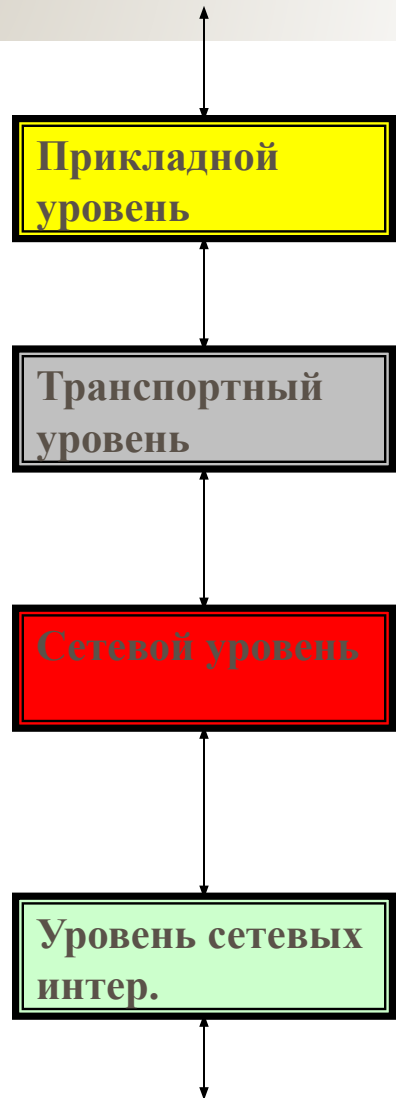 Прикладной
уровень
Транспортный
уровень
Сетевой уровень
Уровень сетевых
интер.